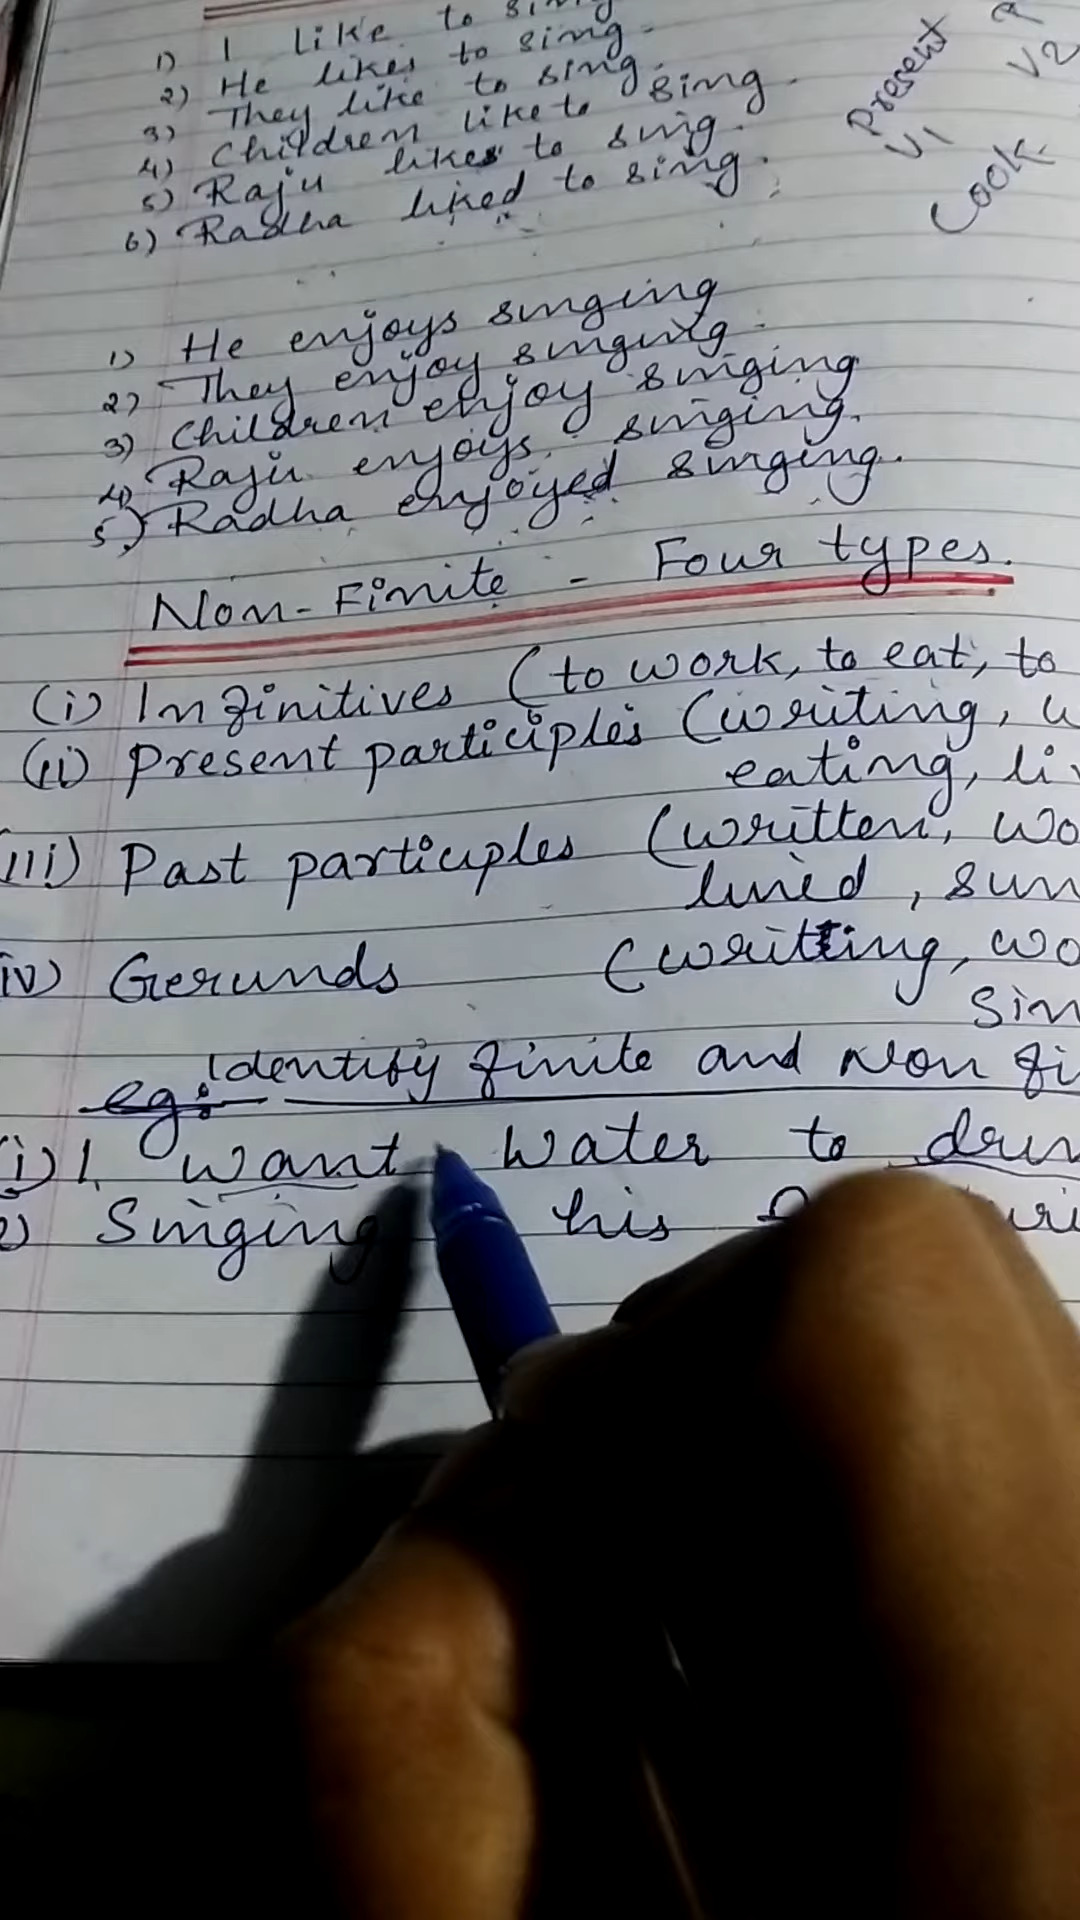 1) I like to sing
2) He likes to sing.
3) They like to sing.
4) Children like to sing.
5) Raju likes to sing.
6) Radha liked to sing.
Present
V1 V2
Cook
1) He enjoys singing
2) They enjoy singing.
3) Children enjoy singing
4) Raju enjoys singing.
5) Radha enjoyed singing.
Non-Finite - Four types.
(i) Infinitives (to work, to eat, to
(ii) Present participles (writing,
eating,
(iii) Past participles (written,
lived,
iv) Gerunds (writing,
Identify finite and Non
eg:
(i) I want water to
2) Singing his